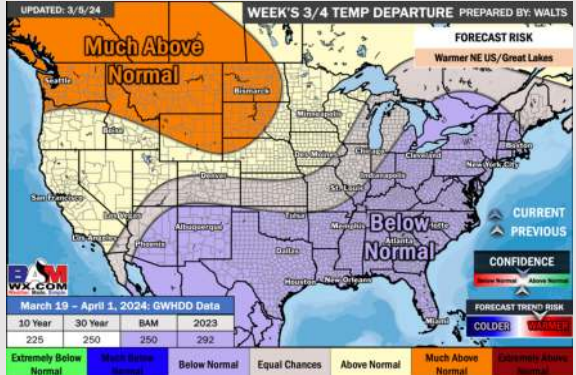 UPDATED: 3/5/24
WEEK'S 3/4 TEMP DEPARTURE PREPARED BY: WALTS
FORECAST RISK
Warmer NE US/Great Lakes
Much Above
Normal
Seattle
Bismarck
Minneapolis
Boise
Boston
Des Moines
Chicago
Cleveland
New York City
Denver
Indianapolis
San Francisco
St. Louis
Las Vegas
CURRENT
PREVIOUS
Tulsa
Below
Normal
Albuquerque
Memphis
Los Angeles
Atlanta
Phoenix
Dallas
CONFIDENCE
Below Normal Above Normal
BAM
WX.COM
Houston
New Orleans
March 19 - April 1, 2024: GWHDD Data
FORECAST TREND RISK
COLDER WARMER
Miami
10 Year 30 Year BAM 2023
225 250 250 292
Extremely Below Normal
Much Below Normal
Below Normal
Equal Chances
Above Normal
Much Above Normal
Extremely Above Normal